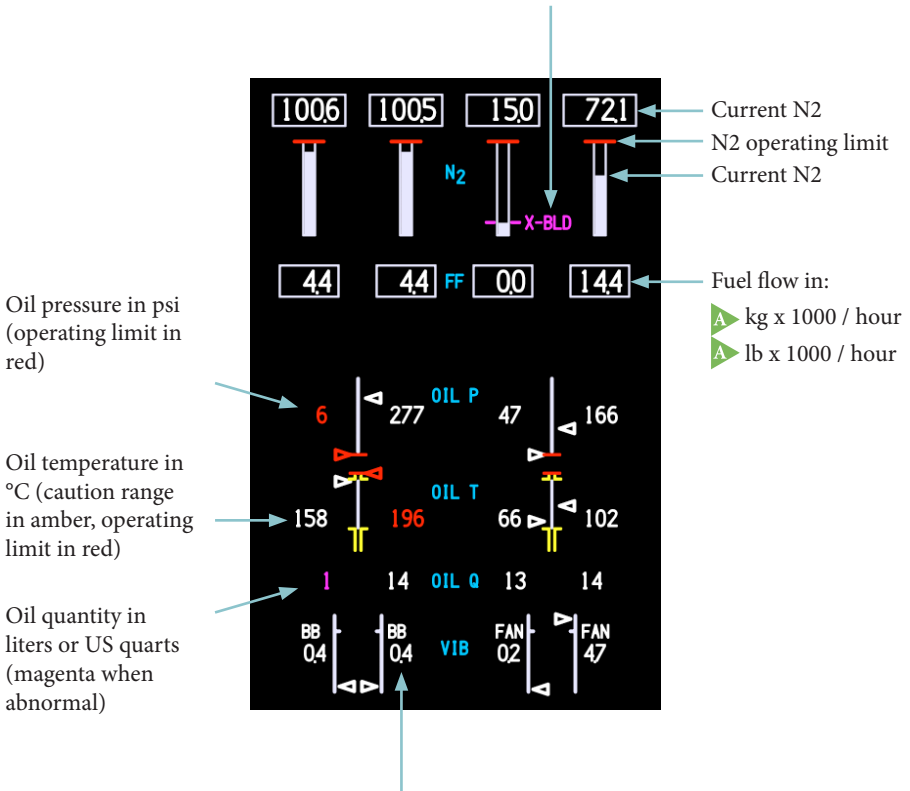 100.6 100.5 15.0 72.1
Current N2
N2 operating limit
N2
Current N2
X-BLD
4.4 4.4 FF 0.0 14.4
Fuel flow in:
A kg x 1000 / hour
A lb x 1000 / hour
Oil pressure in psi
(operating limit in
red)
OIL P
6 277 47 166
Oil temperature in
°C (caution range
in amber, operating
limit in red)
OIL T
158 196 66 102
1 14 OIL Q 13 14
Oil quantity in
liters or US quarts
(magenta when
abnormal)
BB BB FAN FAN
0.4 0.4 VIB 0.2 4.7